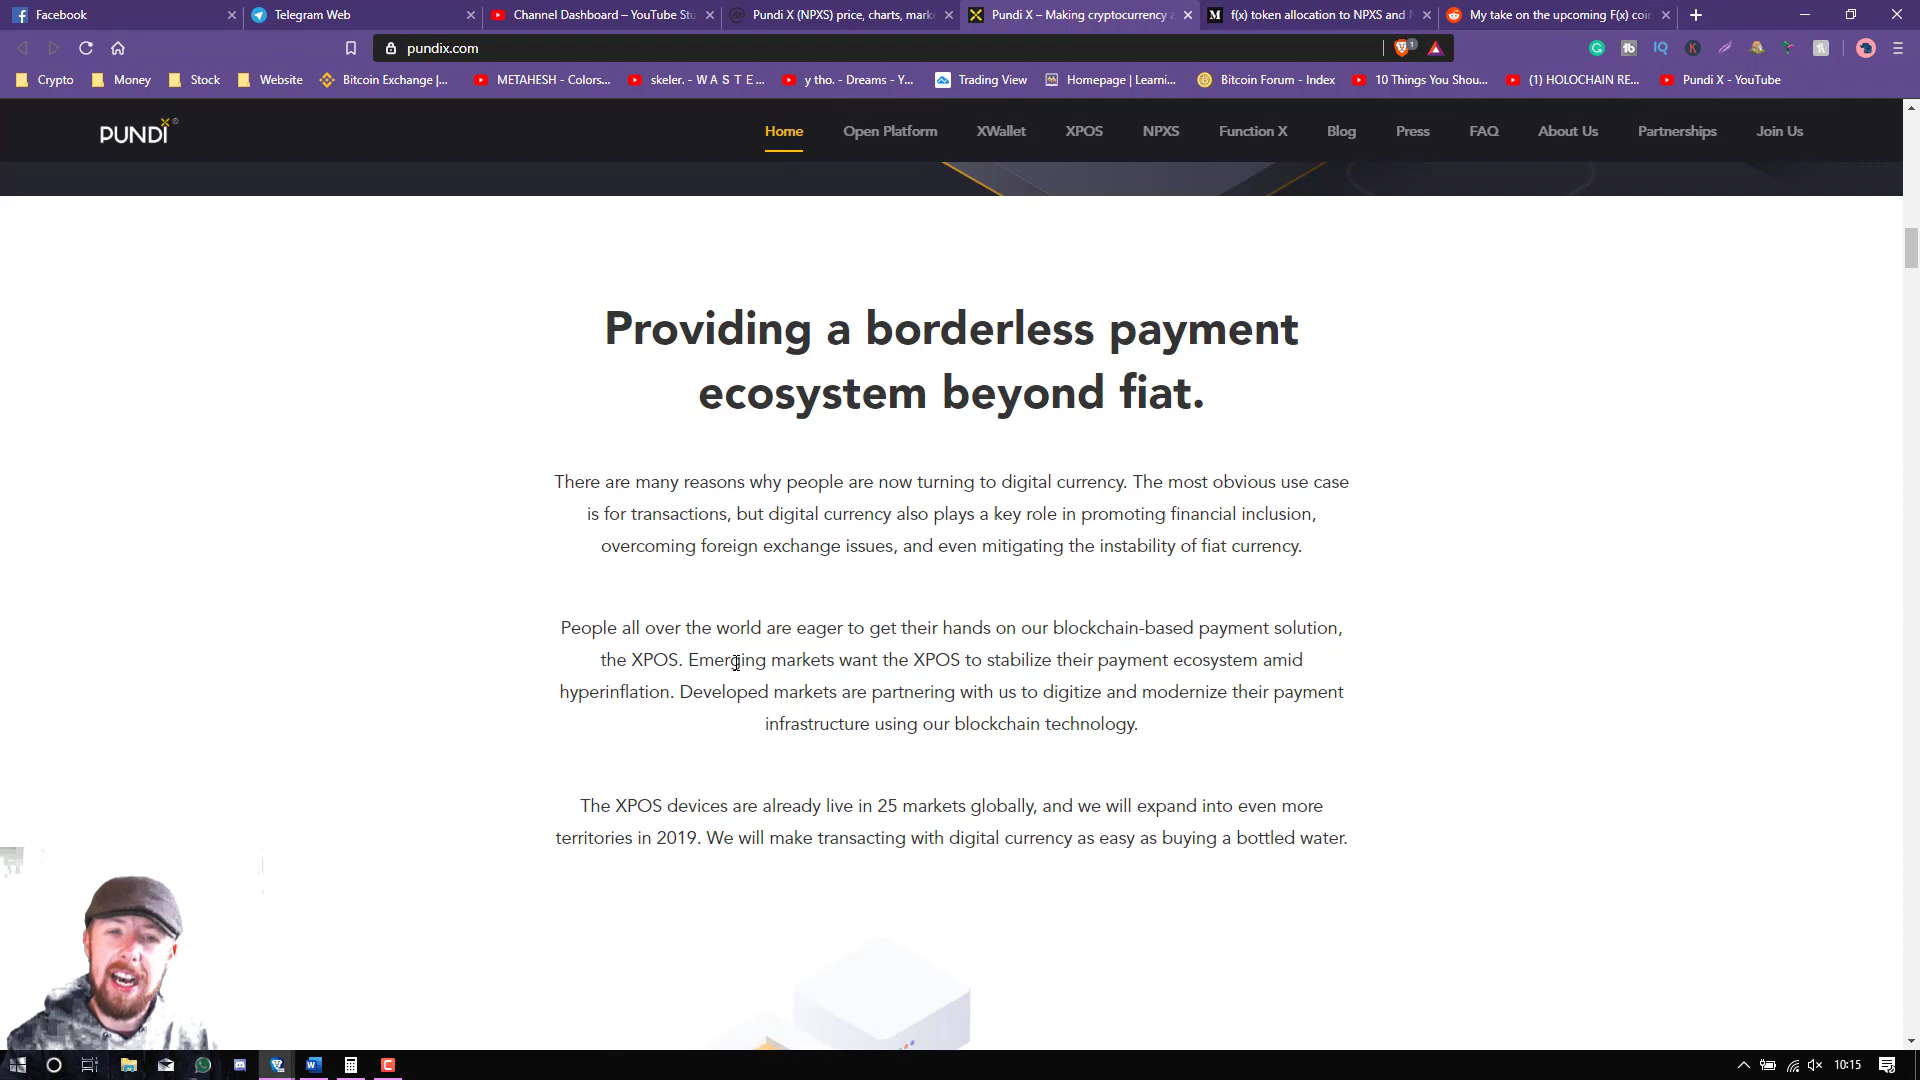 Facebook
Telegram Web
Channel Dashboard – YouTube Stu
Pundi X (NPXS) price, charts, mark
Pundi X – Making cryptocurrency a
f(x) token allocation to NPXS and
My take on the upcoming F(x) coi
pundix.com
1
Crypto
Money
Stock
Website
Bitcoin Exchange |...
METAHESH - Colors...
skeler. - W A S T E ...
y tho. - Dreams - Y...
Trading View
Homepage | Learni...
Bitcoin Forum - Index
10 Things You Shou...
(1) HOLOCHAIN RE...
Pundi X - YouTube
PUNDI X
Home
Open Platform
XWallet
XPOS
NPXS
Function X
Blog
Press
FAQ
About Us
Partnerships
Join Us
Providing a borderless payment
ecosystem beyond fiat.
There are many reasons why people are now turning to digital currency. The most obvious use case
is for transactions, but digital currency also plays a key role in promoting financial inclusion,
overcoming foreign exchange issues, and even mitigating the instability of fiat currency.
People all over the world are eager to get their hands on our blockchain-based payment solution,
the XPOS. Emerging markets want the XPOS to stabilize their payment ecosystem amid
hyperinflation. Developed markets are partnering with us to digitize and modernize their payment
infrastructure using our blockchain technology.
The XPOS devices are already live in 25 markets globally, and we will expand into even more
territories in 2019. We will make transacting with digital currency as easy as buying a bottled water.
10:15